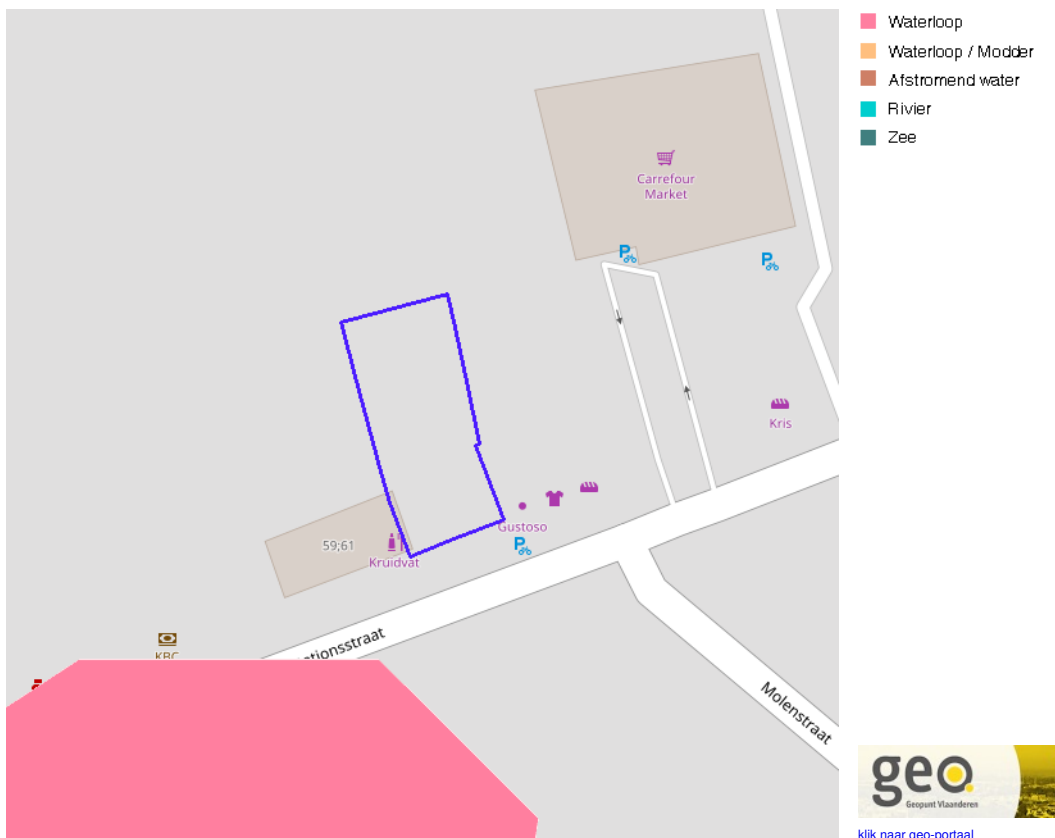 Waterloop
Waterloop / Modder
Afstromend water
Rivier
Zee
Carrefour
Market
P
P
Kris
Gustoso
P
59;61
Kruidvat
KBC
tionsstraat
Molenstraat
geo
Geopunt Vlaanderen
klik naar geo-portaal